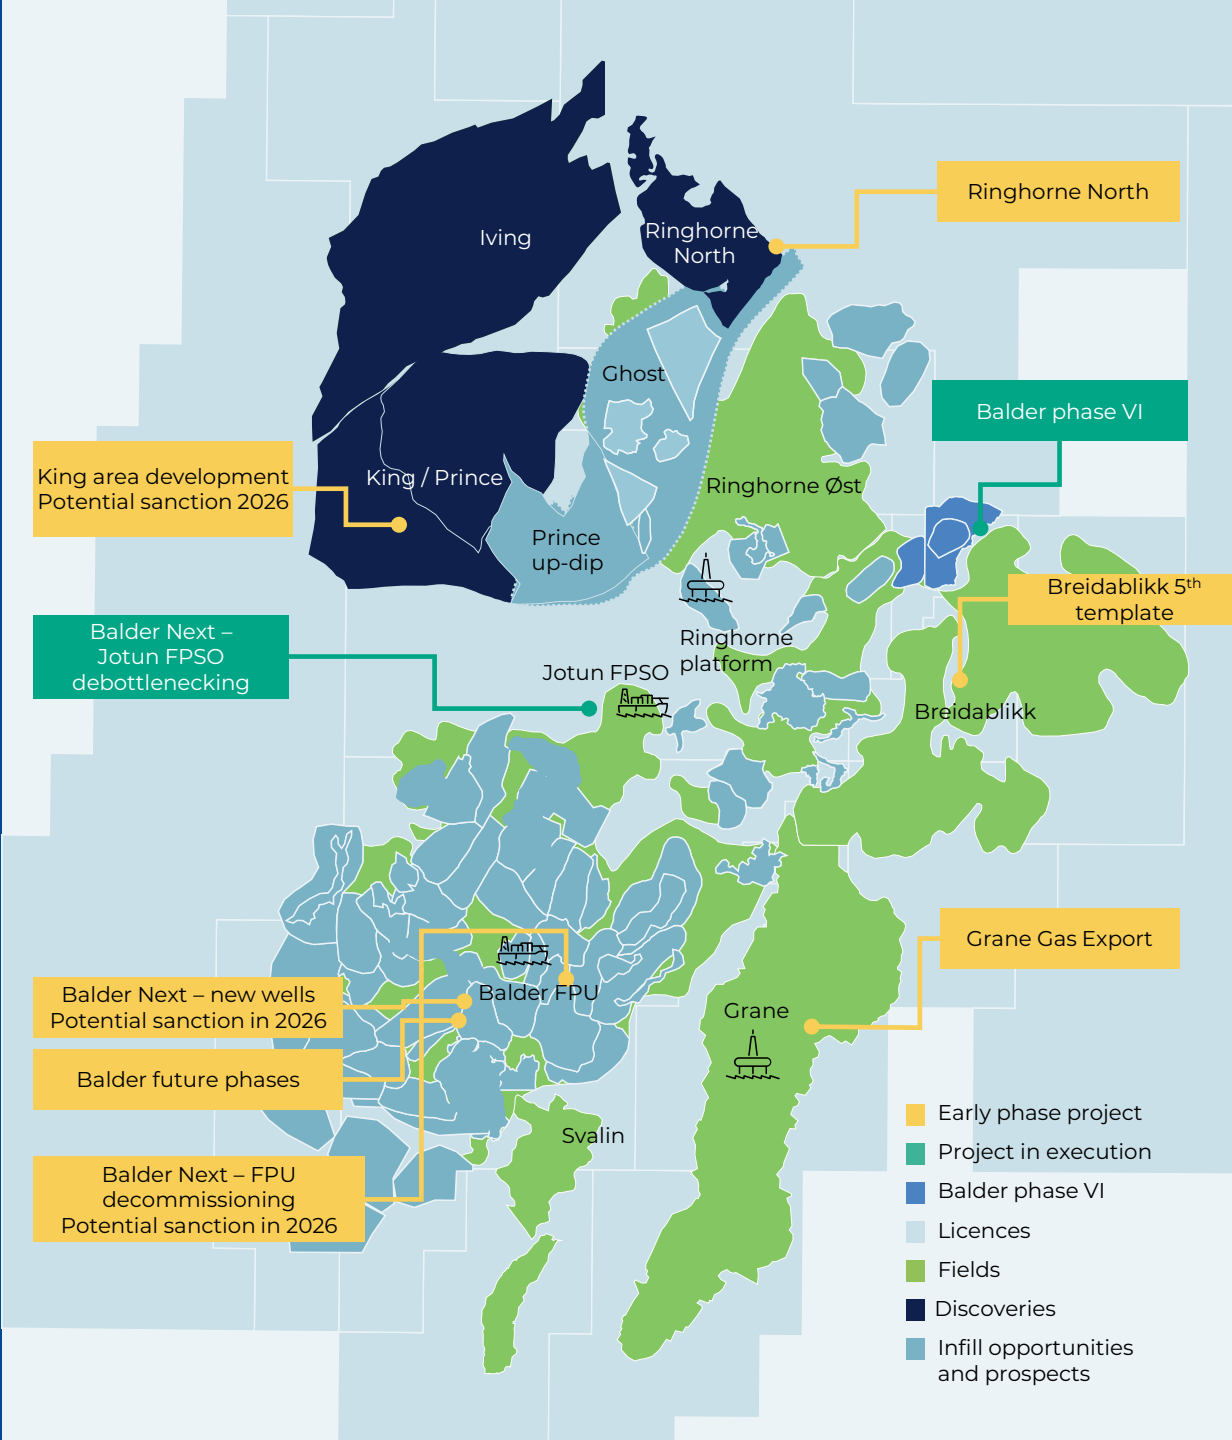 Iving
Ringhorne
North
Ringhorne North
Ghost
Balder phase VI
King area development
Potential sanction 2026
King / Prince
Ringhorne Øst
Prince
up-dip
Breidablikk 5th
template
Balder Next –
Jotun FPSO
debottlenecking
Ringhorne
platform
Jotun FPSO
Breidablikk
Grane Gas Export
Balder Next – new wells
Potential sanction in 2026
Balder FPU
Grane
Balder future phases
Svalin
Balder Next – FPU
decommissioning
Potential sanction in 2026
Early phase project
Project in execution
Balder phase VI
Licences
Fields
Discoveries
Infill opportunities
and prospects